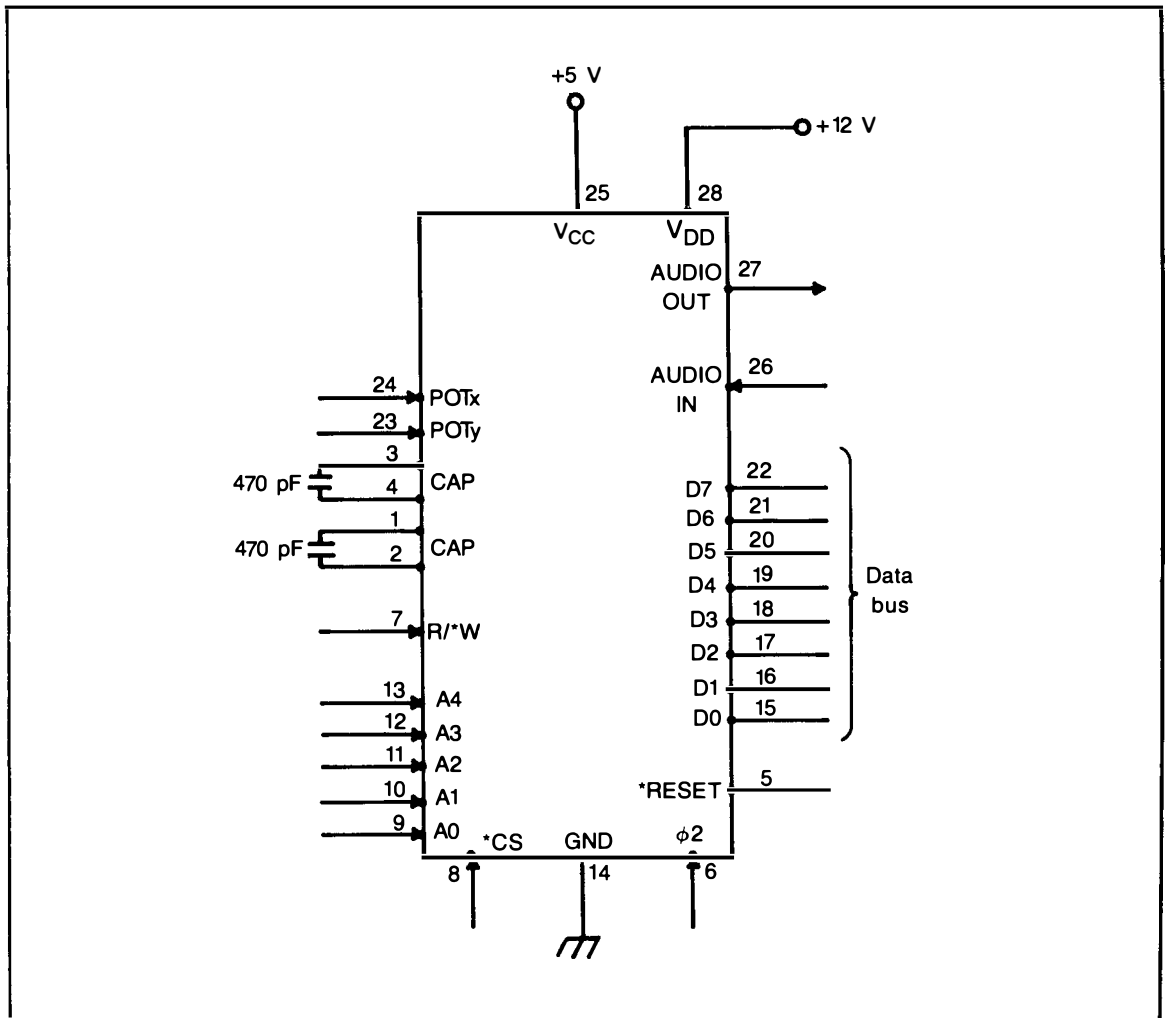 +5 V
+12 V
25
28
VCC
VDD
AUDIO OUT
27
AUDIO IN
26
24
POTx
23
POTy
3
470 pF
4
CAP
1
470 pF
2
CAP
7
R/*W
13
A4
12
A3
11
A2
10
A1
9
A0
D7
22
D6
21
D5
20
D4
19
D3
18
D2
17
D1
16
D0
15
Data
bus
*RESET
5
*CS
GND
ϕ2
8
14
6